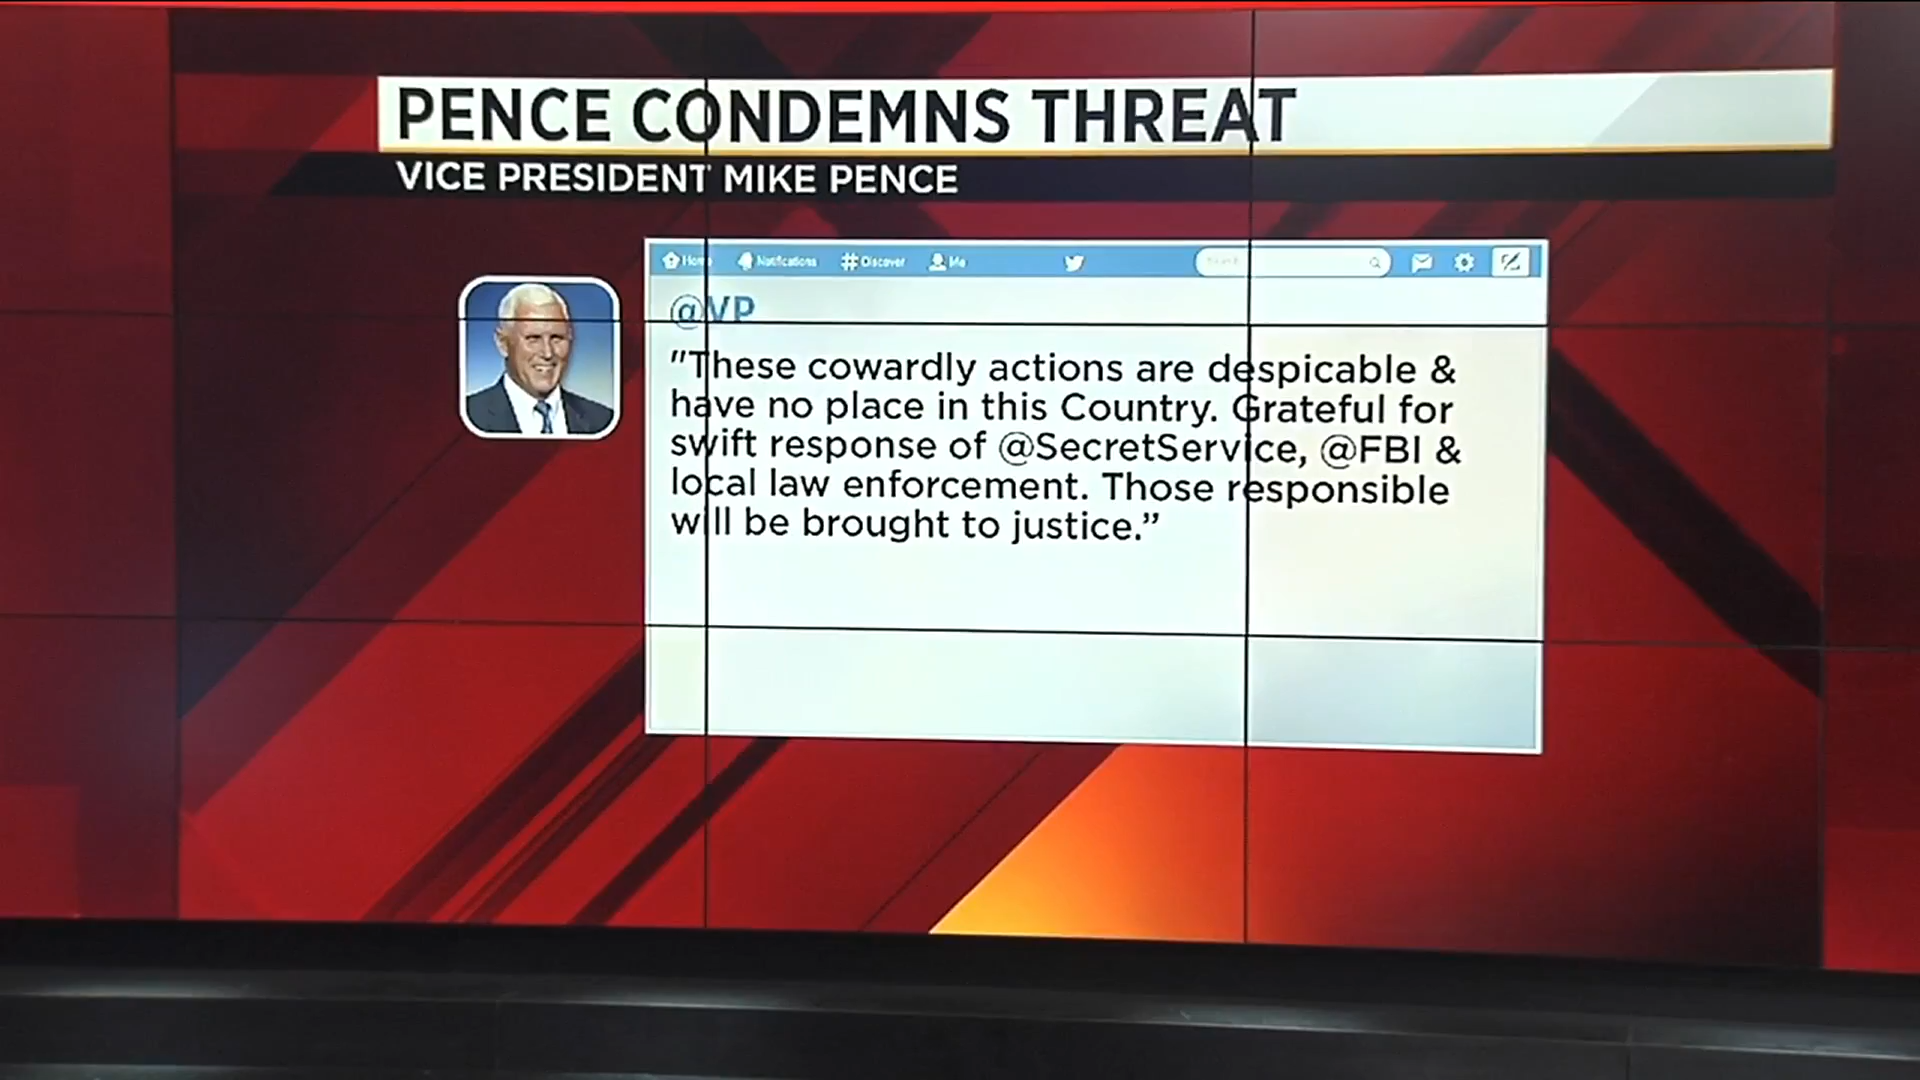 PENCE CONDEMNS THREAT
VICE PRESIDENT MIKE PENCE
Home Notifications Discover Me
@VP
"These cowardly actions are despicable &
have no place in this Country. Grateful for
swift response of @SecretService, @FBI &
local law enforcement. Those responsible
will be brought to justice.”